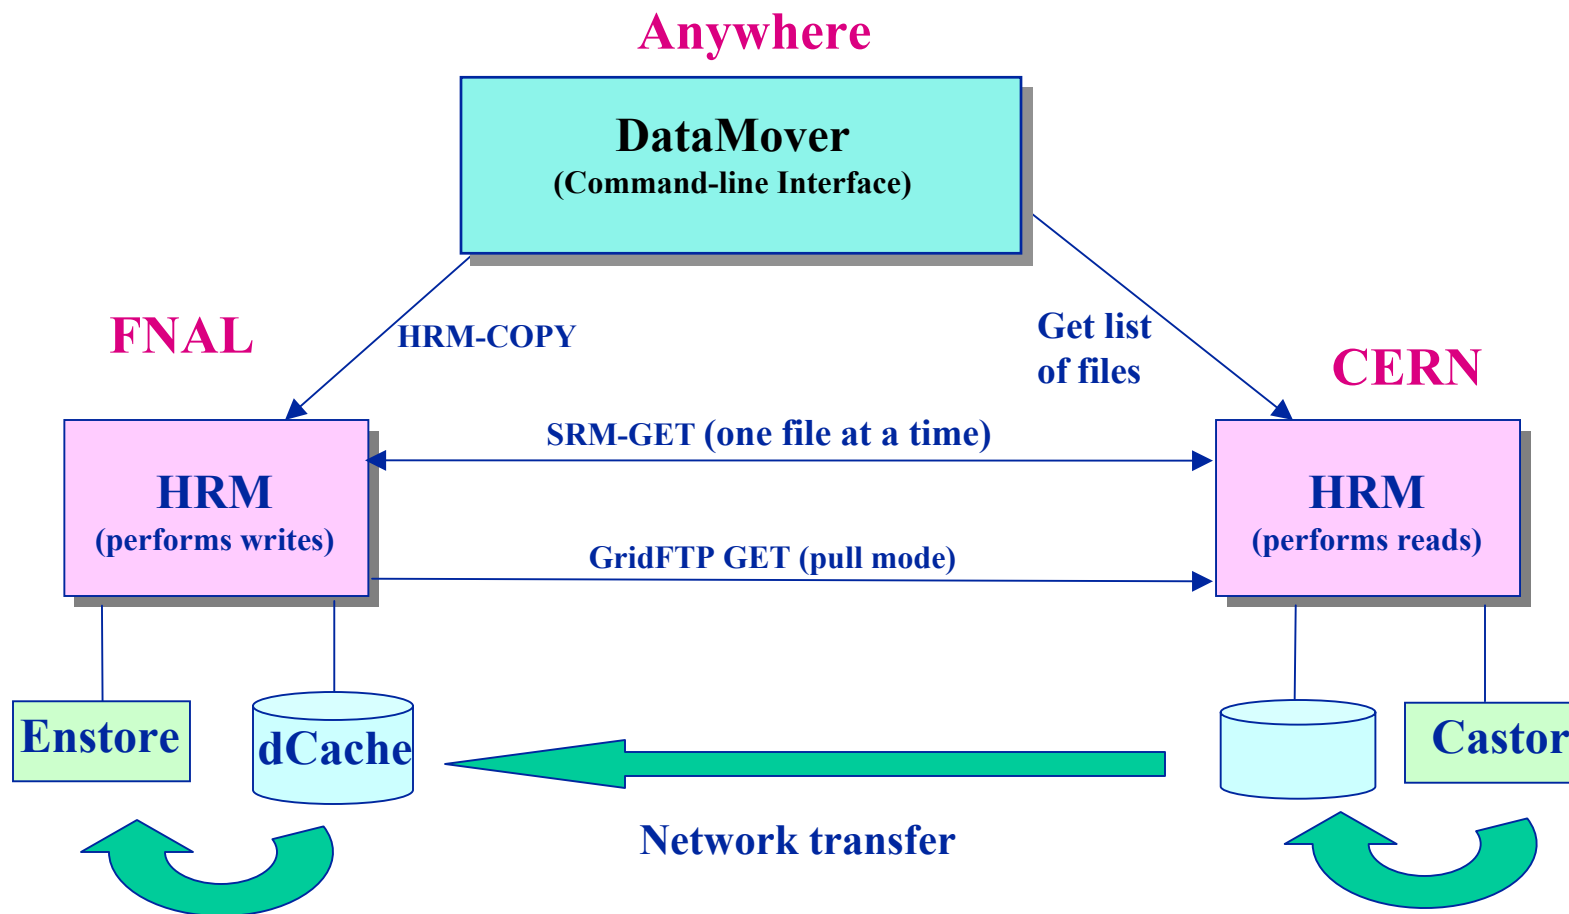 Anywhere
DataMover
(Command-line Interface)
FNAL
HRM-COPY
Get list
of files
CERN
SRM-GET (one file at a time)
HRM
(performs writes)
HRM
(performs reads)
GridFTP GET (pull mode)
Enstore
dCache
Castor
Network transfer